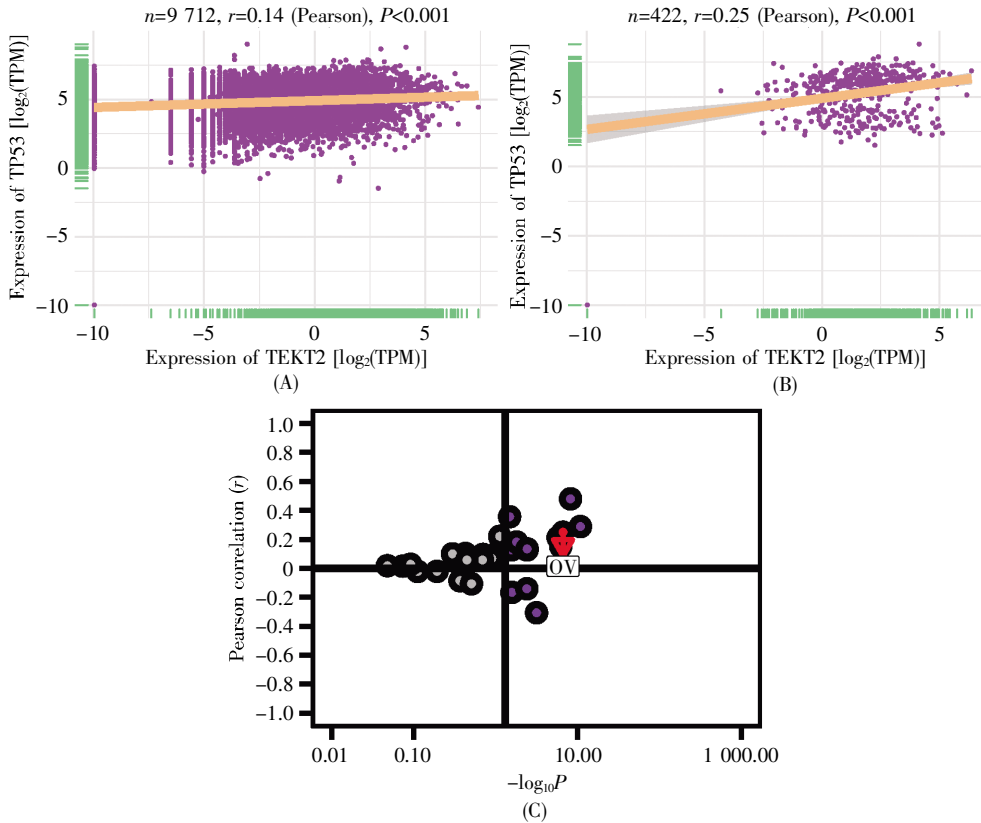 n=9 712, r=0.14 (Pearson), P<0.001
Expression of TP53 [log₂(TPM)]
5
0
−5
−10
−10
−5
0
5
Expression of TEKT2 [log₂(TPM)]
(A)
n=422, r=0.25 (Pearson), P<0.001
Expression of TP53 [log₂(TPM)]
5
0
−5
−10
−10
−5
0
5
Expression of TEKT2 [log₂(TPM)]
(B)
Pearson correlation (r)
1.0
0.8
0.6
0.4
0.2
0
−0.2
−0.4
−0.6
−0.8
−1.0
OV
0.01
0.10
10.00
1 000.00
−log₁₀P
(C)